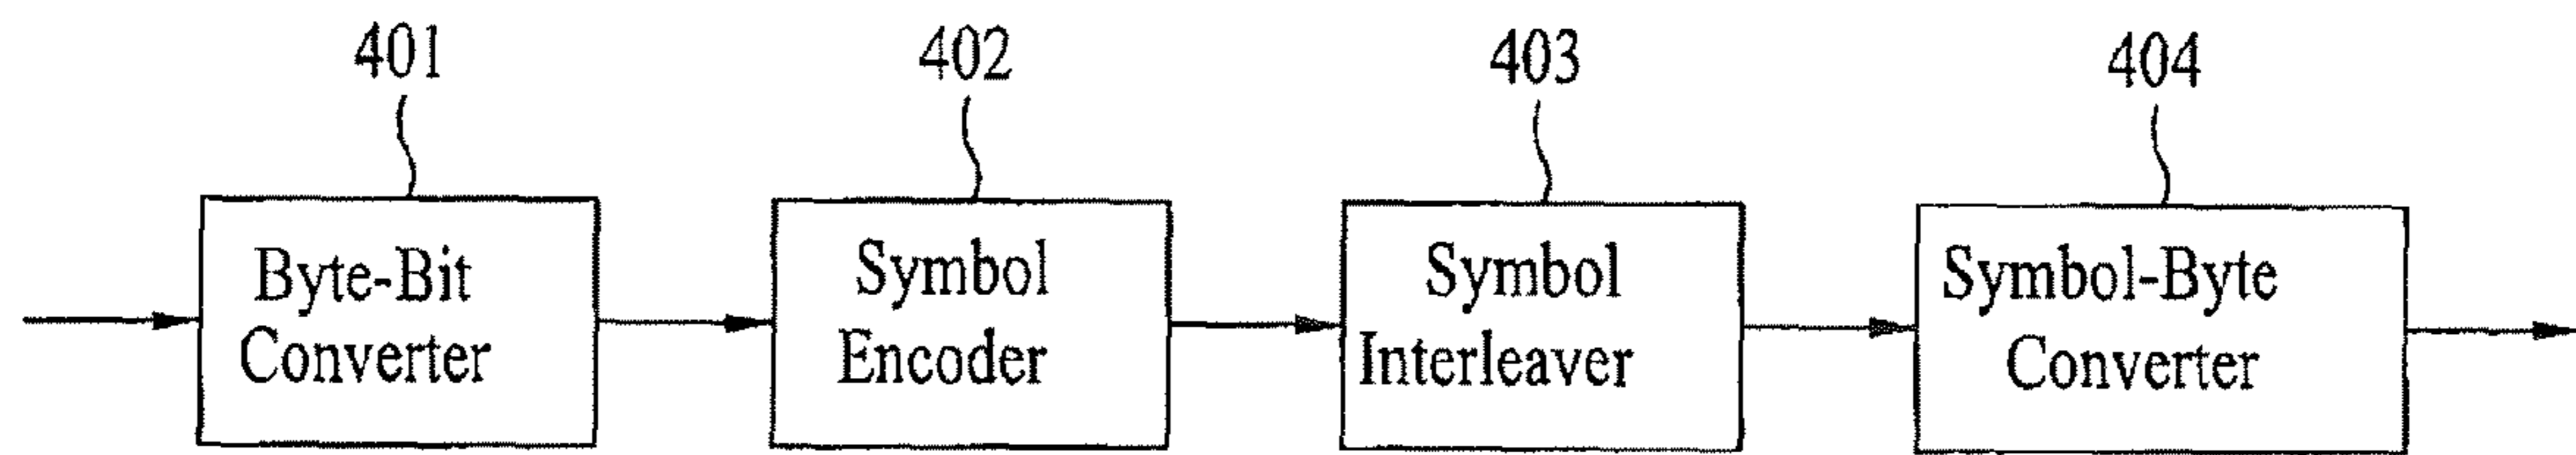 401
402
403
404
Byte-Bit
Converter
Symbol
Encoder
Symbol
Interleaver
Symbol-Byte
Converter